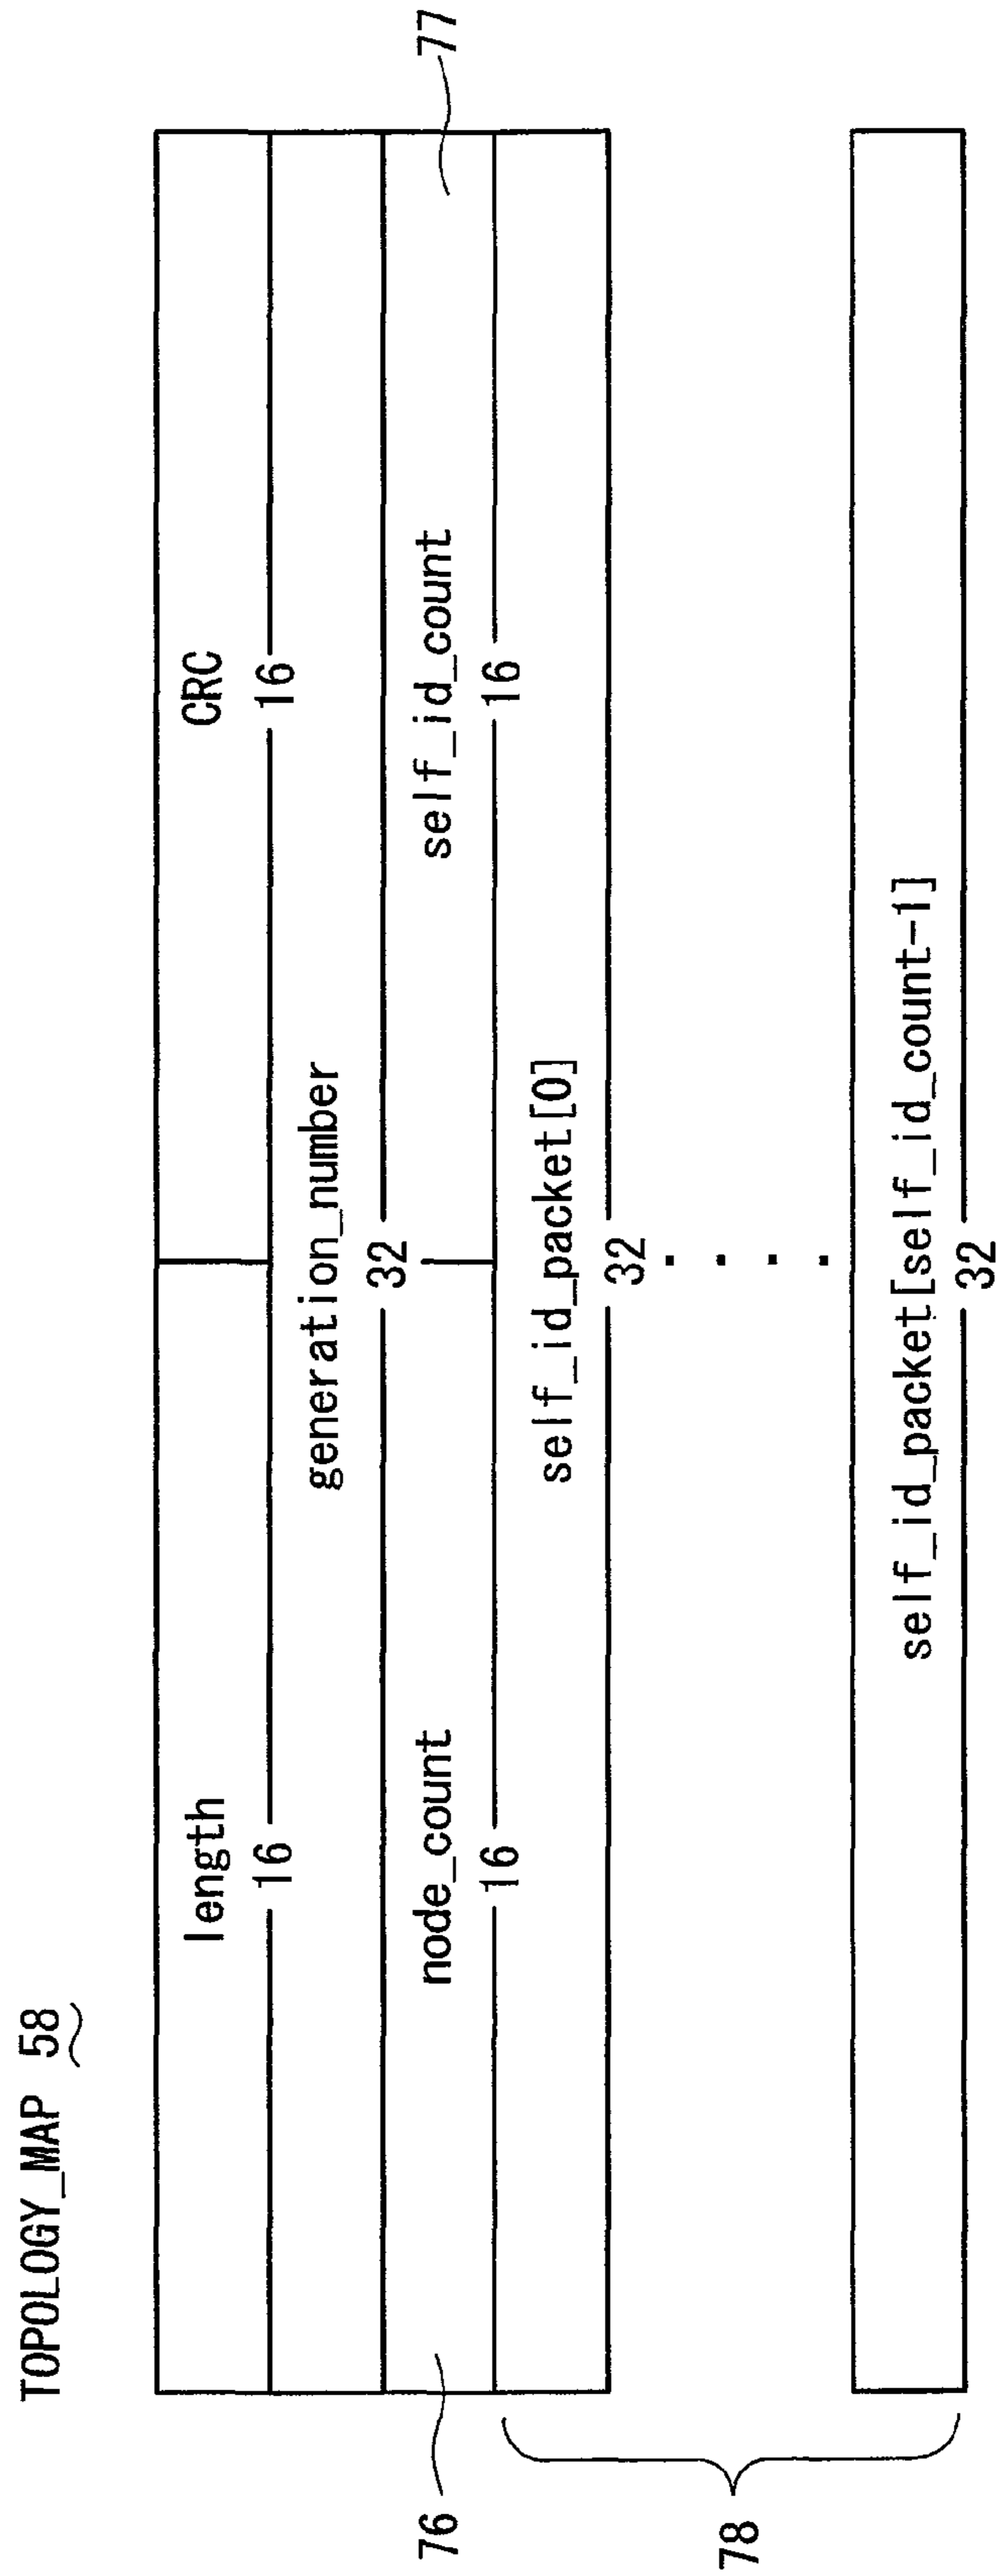 TOPOLOGY_MAP 58
length
16
CRC
16
generation_number
32
76
node_count
16
self_id_count
16
77
self_id_packet[0]
32
78
self_id_packet[self_id_count-1]
32